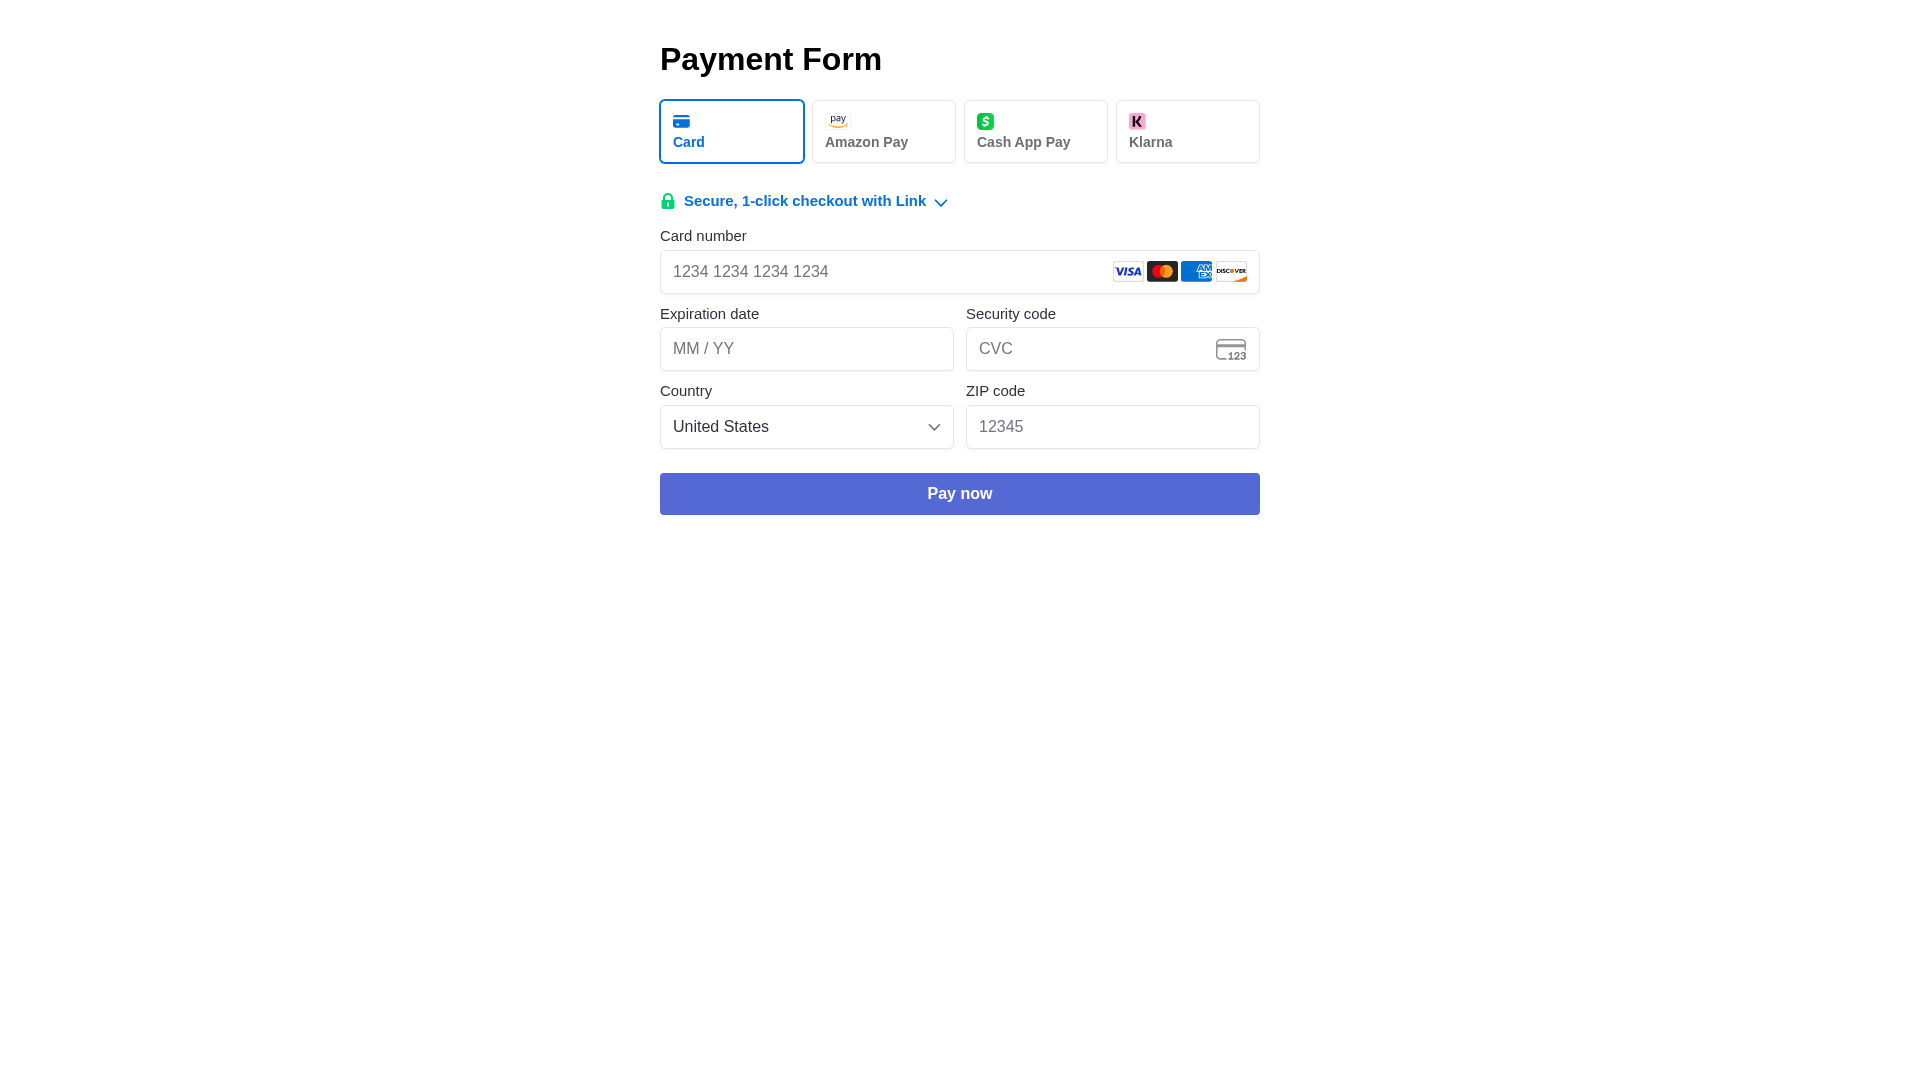 Payment Form
pay
Card
Amazon Pay
Cash App Pay
Klarna
Secure, 1-click checkout with Link
Card number
1234 1234 1234 1234
VISA
AM
EX
DISCOVER
Expiration date
Security code
MM / YY
CVC
123
Country
ZIP code
United States
12345
Pay now